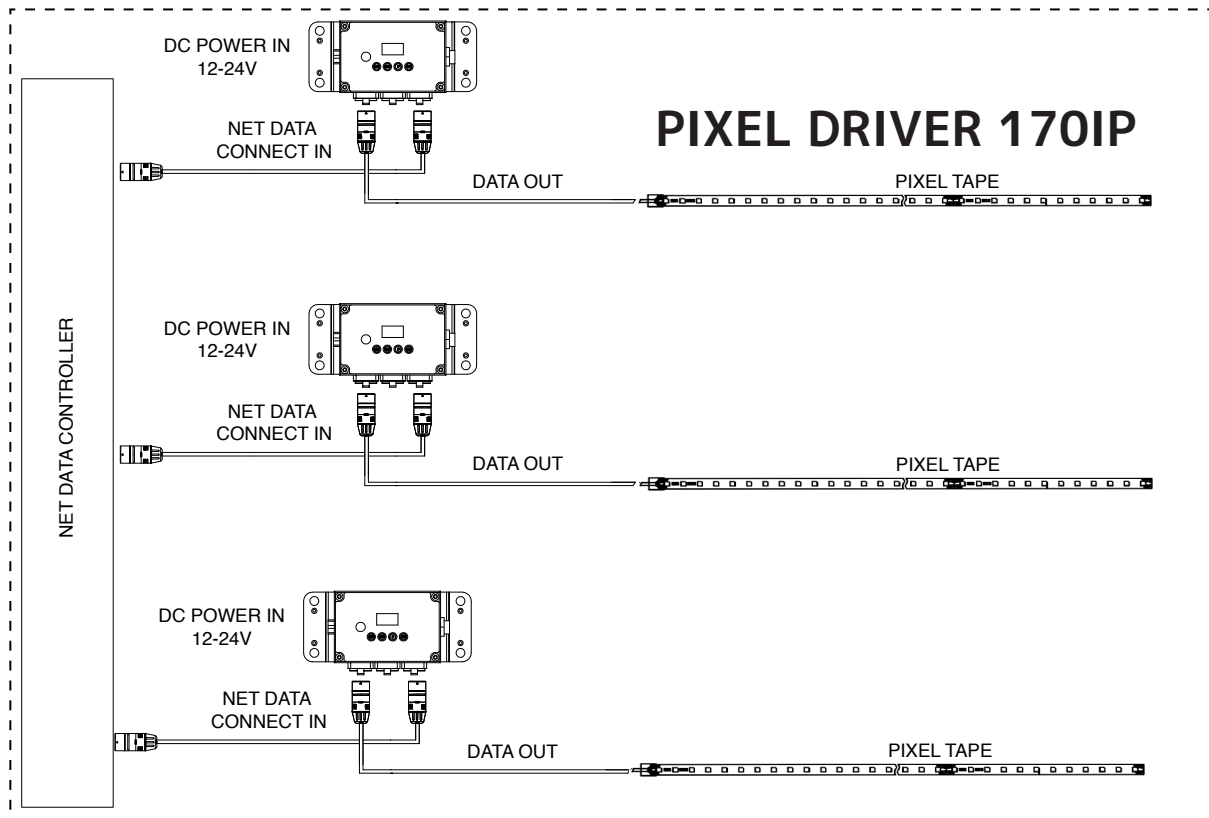 DC POWER IN
12-24V
PIXEL DRIVER 170IP
NET DATA
CONNECT IN
DATA OUT
PIXEL TAPE
NET DATA CONTROLLER
DC POWER IN
12-24V
NET DATA
CONNECT IN
DATA OUT
PIXEL TAPE
DC POWER IN
12-24V
NET DATA
CONNECT IN
DATA OUT
PIXEL TAPE